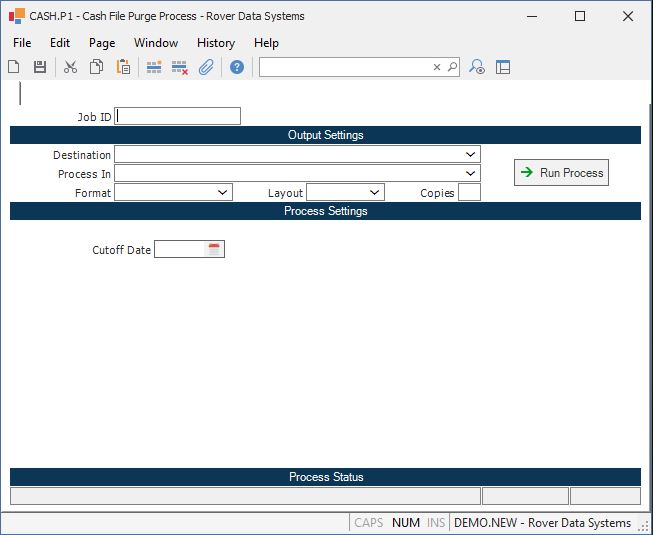 CASH.P1 - Cash File Purge Process - Rover Data Systems
File Edit Page Window History Help
Job ID
Output Settings
Destination
Process In
Run Process
Format Layout Copies
Process Settings
Cutoff Date
Process Status
CAPS NUM INS DEMO.NEW - Rover Data Systems